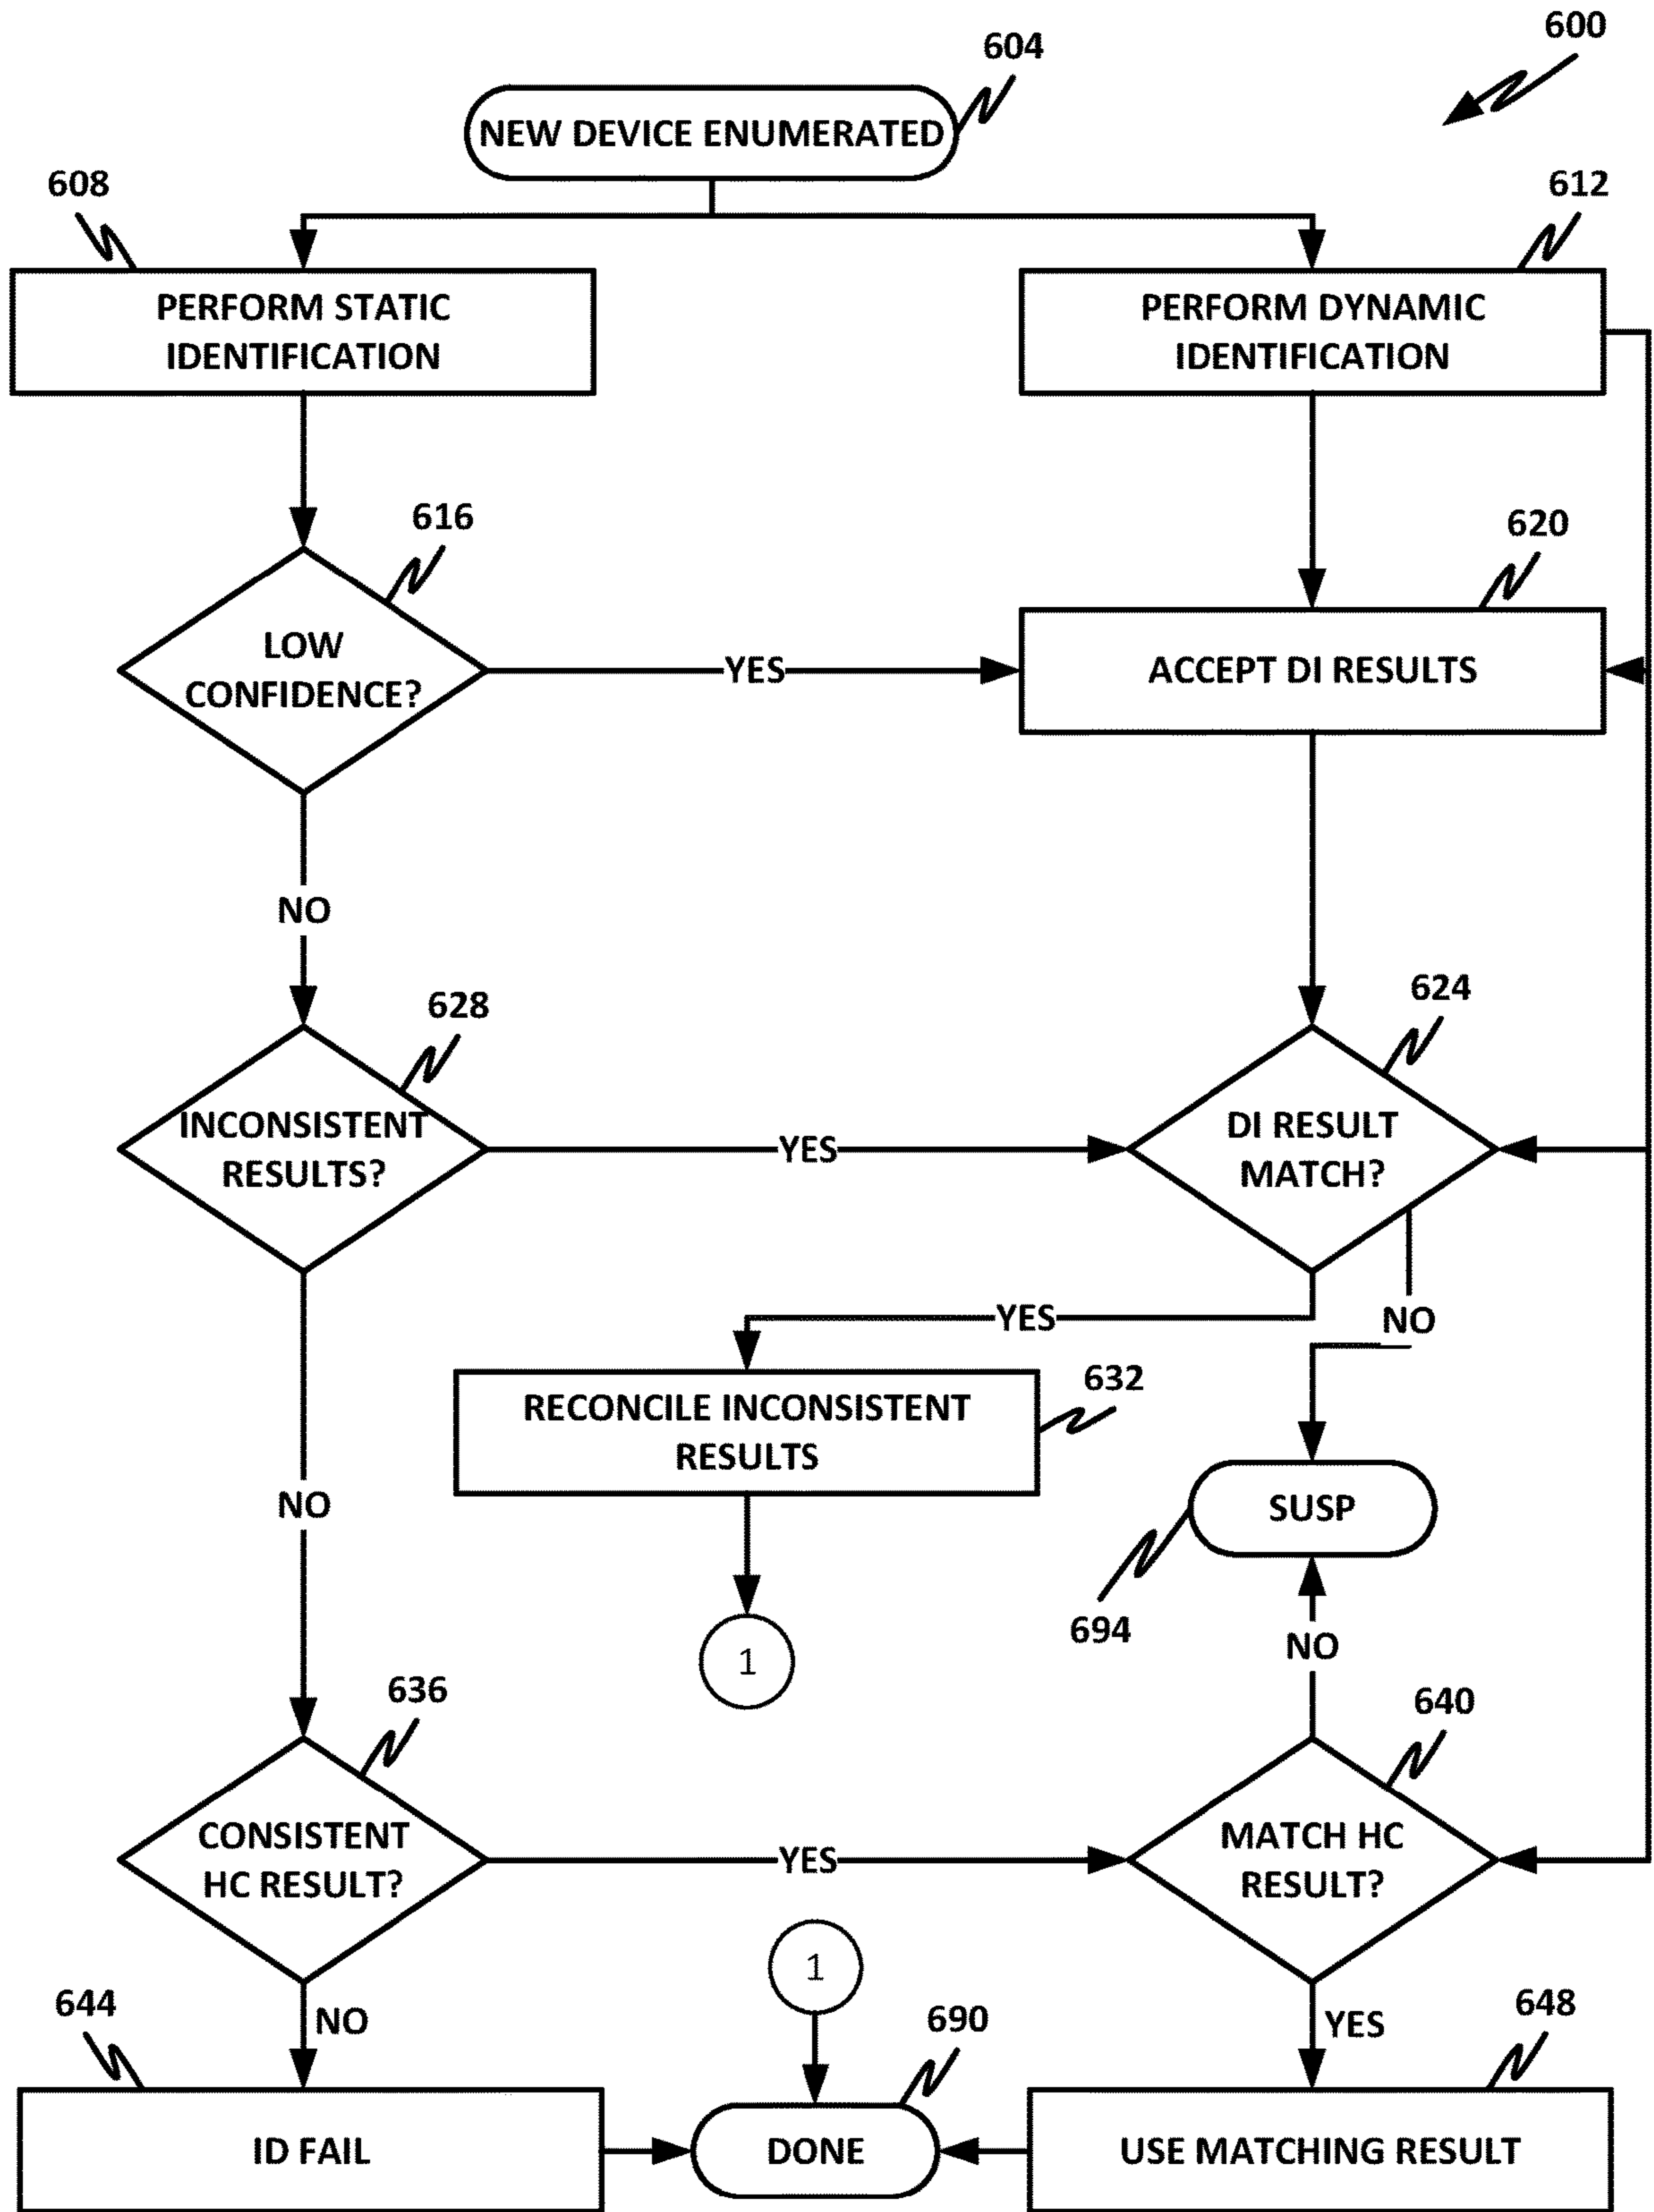 600
604
NEW DEVICE ENUMERATED
608
612
PERFORM STATIC
IDENTIFICATION
PERFORM DYNAMIC
IDENTIFICATION
616
620
LOW
CONFIDENCE?
YES
ACCEPT DI RESULTS
NO
628
624
INCONSISTENT
RESULTS?
YES
DI RESULT
MATCH?
YES
NO
RECONCILE INCONSISTENT
RESULTS
632
NO
SUSP
694
1
NO
636
640
CONSISTENT
HC RESULT?
YES
MATCH HC
RESULT?
1
644
NO
690
YES
648
ID FAIL
DONE
USE MATCHING RESULT